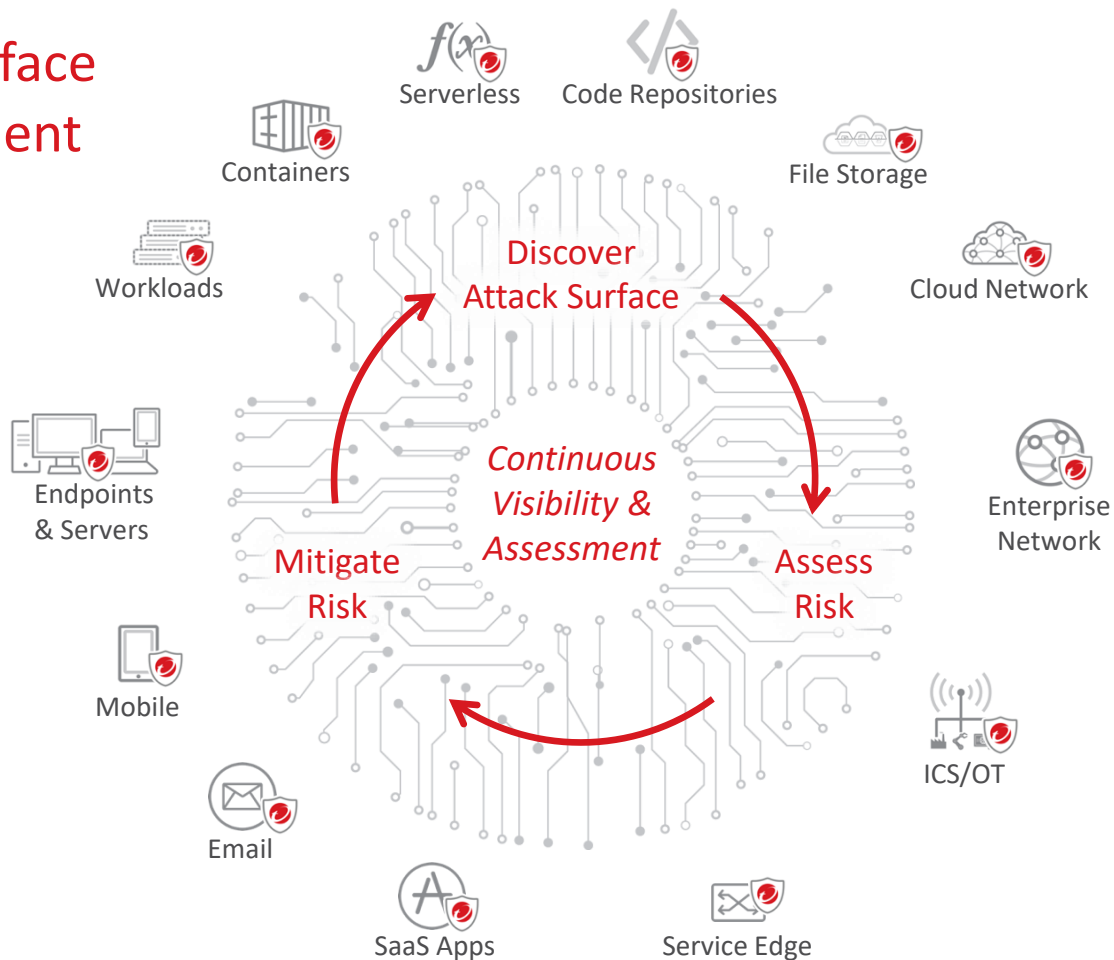 face
ent
f(x)
Serverless
Code Repositories
Containers
File Storage
Workloads
Cloud Network
Discover
Attack Surface
Continuous
Visibility &
Assessment
Endpoints
& Servers
Enterprise
Network
Mitigate
Risk
Assess
Risk
Mobile
ICS/OT
Email
SaaS Apps
Service Edge